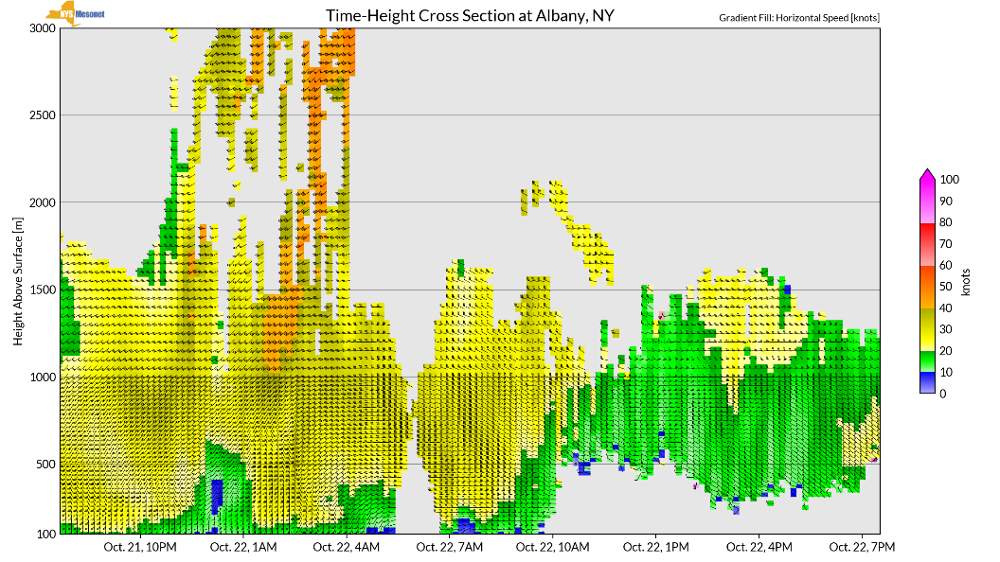 NYS Mesonet
Time-Height Cross Section at Albany, NY
Gradient Fill: Horizontal Speed [knots]
Height Above Surface [m]
3000
2500
2000
1500
1000
500
100
Oct. 21, 10PM
Oct. 22, 1AM
Oct. 22, 4AM
Oct. 22, 7AM
Oct. 22, 10AM
Oct. 22, 1PM
Oct. 22, 4PM
Oct. 22, 7PM
100
90
80
70
60
50
40
30
20
10
0
knots